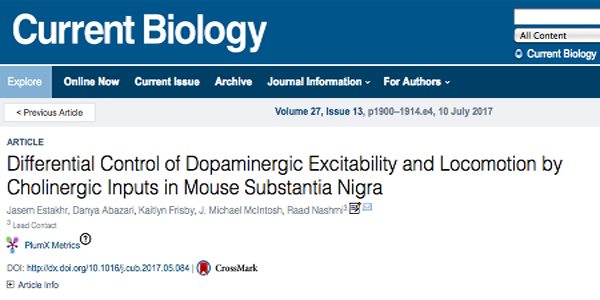 Current Biology
All Content
Current Biology
Explore Online Now Current Issue Archive Journal Information For Authors
< Previous Article Volume 27, Issue 13, p1900–1914.e4, 10 July 2017
ARTICLE
Differential Control of Dopaminergic Excitability and Locomotion by
Cholinergic Inputs in Mouse Substantia Nigra
Jasem Estakhr, Danya Abazari, Kaitlyn Frisby, J. Michael McIntosh, Raad Nashmi3
3 Lead Contact
PlumX Metrics ?
DOI: http://dx.doi.org/10.1016/j.cub.2017.05.084 | CrossMark
+ Article Info